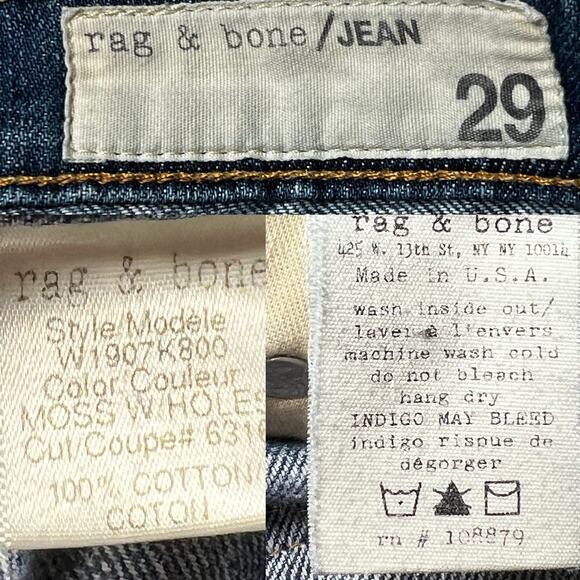 rag & bone/JEAN
29
rag & bone
Style Modèle
W1907K800
Color Couleur
MOSS W HOLES
Cut/Coupe# 631
100% COTTON
COTON
rag & bone
425 W. 13th St, NY NY 10014
Made in U.S.A.
wash inside out/
laver à l'envers
machine wash cold
do not bleach
hang dry
INDIGO MAY BLEED
indigo risque de
dégorger
rn # 108879